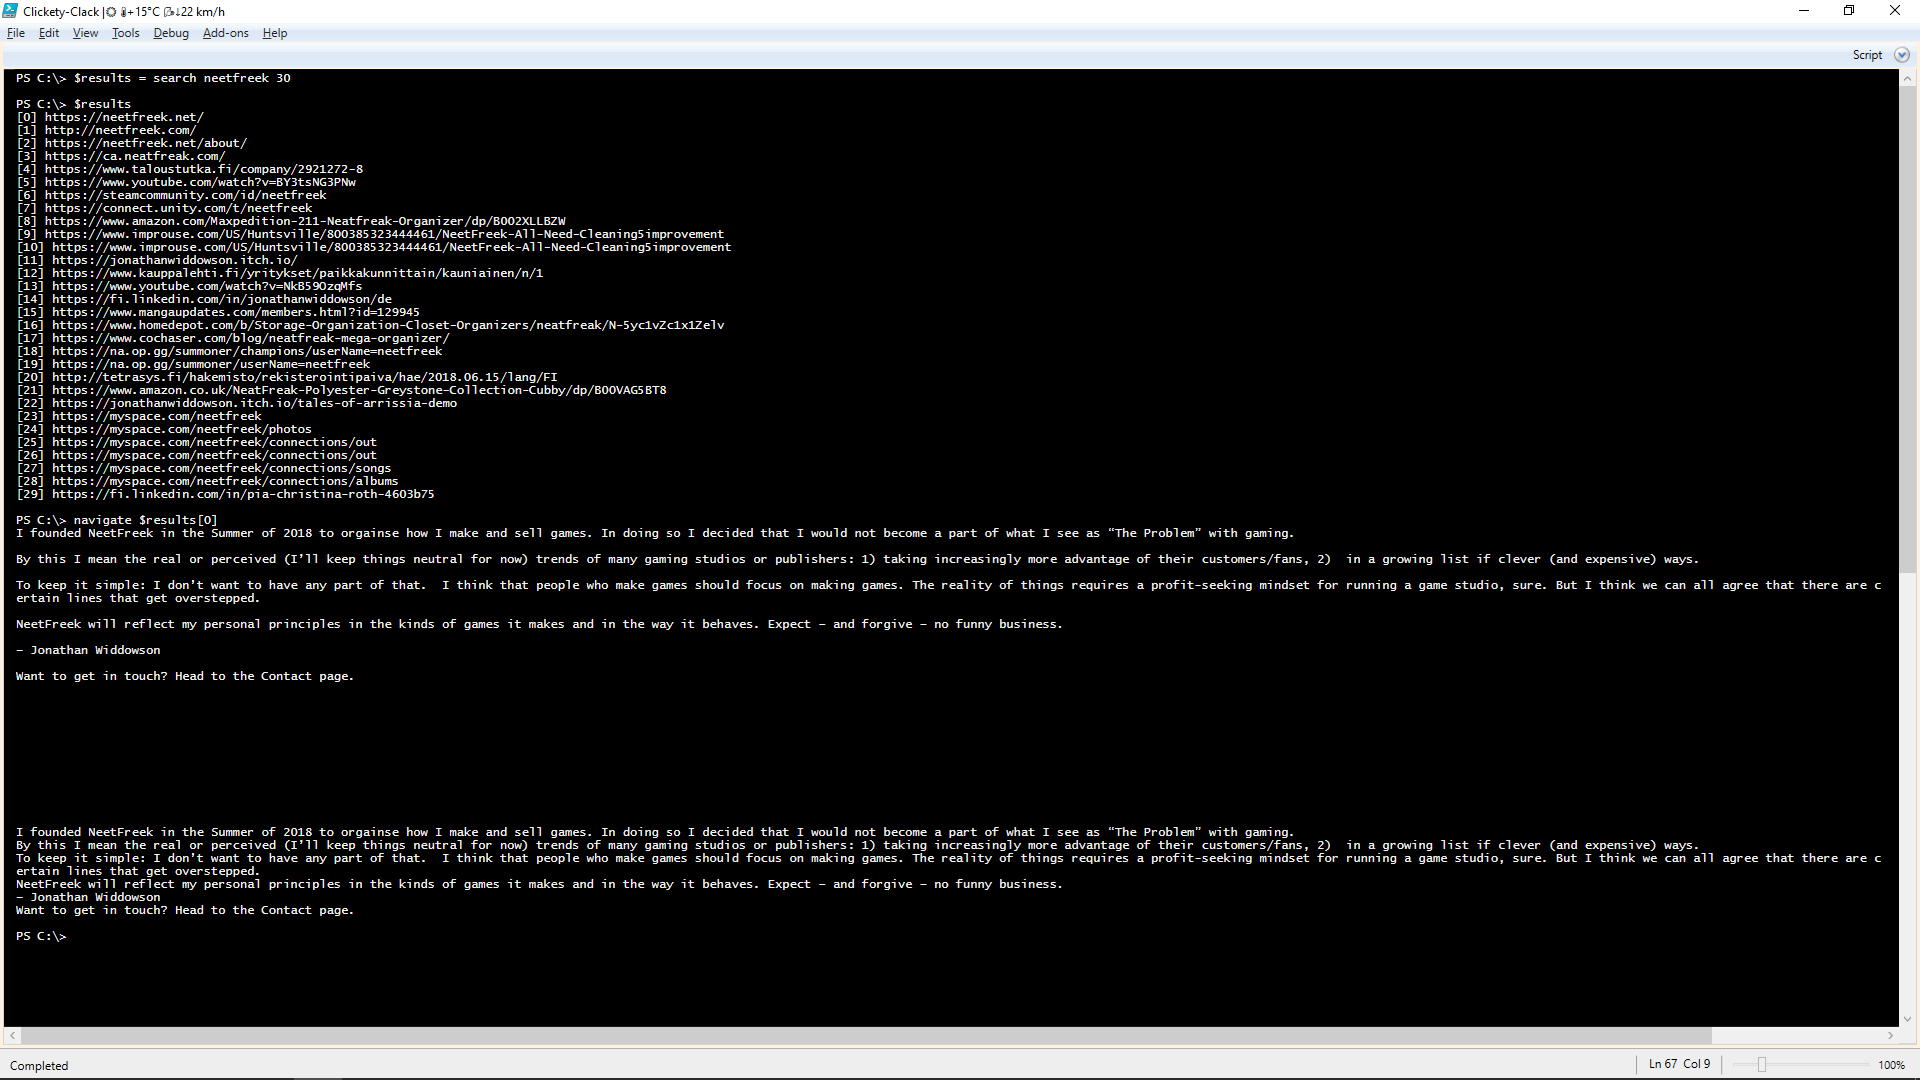 Clickety-Clack |☼ 🌡+15°C 🌬↓22 km/h
File Edit View Tools Debug Add-ons Help
Script
PS C:\> $results = search neetfreek 30
PS C:\> $results
[0] https://neetfreek.net/
[1] http://neetfreek.com/
[2] https://neetfreek.net/about/
[3] https://ca.neatfreak.com/
[4] https://www.taloustutka.fi/company/2921272-8
[5] https://www.youtube.com/watch?v=BY3tsNG3PNw
[6] https://steamcommunity.com/id/neetfreek
[7] https://connect.unity.com/t/neetfreek
[8] https://www.amazon.com/Maxpedition-211-Neatfreak-Organizer/dp/B002XLLBZW
[9] https://www.improuse.com/US/Huntsville/800385323444461/NeetFreek-All-Need-Cleaning5improvement
[10] https://www.improuse.com/US/Huntsville/800385323444461/NeetFreek-All-Need-Cleaning5improvement
[11] https://jonathanwiddowson.itch.io/
[12] https://www.kauppalehti.fi/yritykset/paikkakunnittain/kauniainen/n/1
[13] https://www.youtube.com/watch?v=NkB59OzqMfs
[14] https://fi.linkedin.com/in/jonathanwiddowson/de
[15] https://www.mangaupdates.com/members.html?id=129945
[16] https://www.homedepot.com/b/Storage-Organization-Closet-Organizers/neatfreak/N-5yc1vZc1x1Zelv
[17] https://www.cochaser.com/blog/neatfreak-mega-organizer/
[18] https://na.op.gg/summoner/champions/userName=neetfreek
[19] https://na.op.gg/summoner/userName=neetfreek
[20] http://tetrasys.fi/hakemisto/rekisterointipaiva/hae/2018.06.15/lang/FI
[21] https://www.amazon.co.uk/NeatFreak-Polyester-Greystone-Collection-Cubby/dp/B00VAG5BT8
[22] https://jonathanwiddowson.itch.io/tales-of-arrissia-demo
[23] https://myspace.com/neetfreek
[24] https://myspace.com/neetfreek/photos
[25] https://myspace.com/neetfreek/connections/out
[26] https://myspace.com/neetfreek/connections/out
[27] https://myspace.com/neetfreek/connections/songs
[28] https://myspace.com/neetfreek/connections/albums
[29] https://fi.linkedin.com/in/pia-christina-roth-4603b75
PS C:\> navigate $results[0]
I founded NeetFreek in the Summer of 2018 to orgainse how I make and sell games. In doing so I decided that I would not become a part of what I see as “The Problem” with gaming.
By this I mean the real or perceived (I’ll keep things neutral for now) trends of many gaming studios or publishers: 1) taking increasingly more advantage of their customers/fans, 2)  in a growing list if clever (and expensive) ways.
To keep it simple: I don't want to have any part of that.  I think that people who make games should focus on making games. The reality of things requires a profit-seeking mindset for running a game studio, sure. But I think we can all agree that there are c
ertain lines that get overstepped.
NeetFreek will reflect my personal principles in the kinds of games it makes and in the way it behaves. Expect – and forgive – no funny business.
– Jonathan Widdowson
Want to get in touch? Head to the Contact page.
I founded NeetFreek in the Summer of 2018 to orgainse how I make and sell games. In doing so I decided that I would not become a part of what I see as “The Problem” with gaming.
By this I mean the real or perceived (I’ll keep things neutral for now) trends of many gaming studios or publishers: 1) taking increasingly more advantage of their customers/fans, 2)  in a growing list if clever (and expensive) ways.
To keep it simple: I don't want to have any part of that.  I think that people who make games should focus on making games. The reality of things requires a profit-seeking mindset for running a game studio, sure. But I think we can all agree that there are c
ertain lines that get overstepped.
NeetFreek will reflect my personal principles in the kinds of games it makes and in the way it behaves. Expect – and forgive – no funny business.
– Jonathan Widdowson
Want to get in touch? Head to the Contact page.
PS C:\>
Completed
Ln 67 Col 9
100%